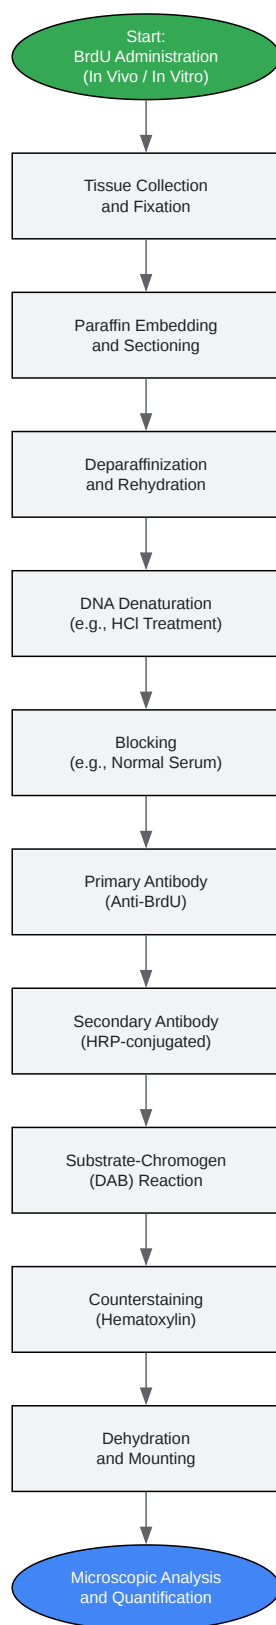 Start:
BrdU Administration
(In Vivo / In Vitro)
Tissue Collection
and Fixation
Paraffin Embedding
and Sectioning
Deparaffinization
and Rehydration
DNA Denaturation
(e.g., HCl Treatment)
Blocking
(e.g., Normal Serum)
Primary Antibody
(Anti-BrdU)
Secondary Antibody
(HRP-conjugated)
Substrate-Chromogen
(DAB) Reaction
Counterstaining
(Hematoxylin)
Dehydration
and Mounting
Microscopic Analysis
and Quantification